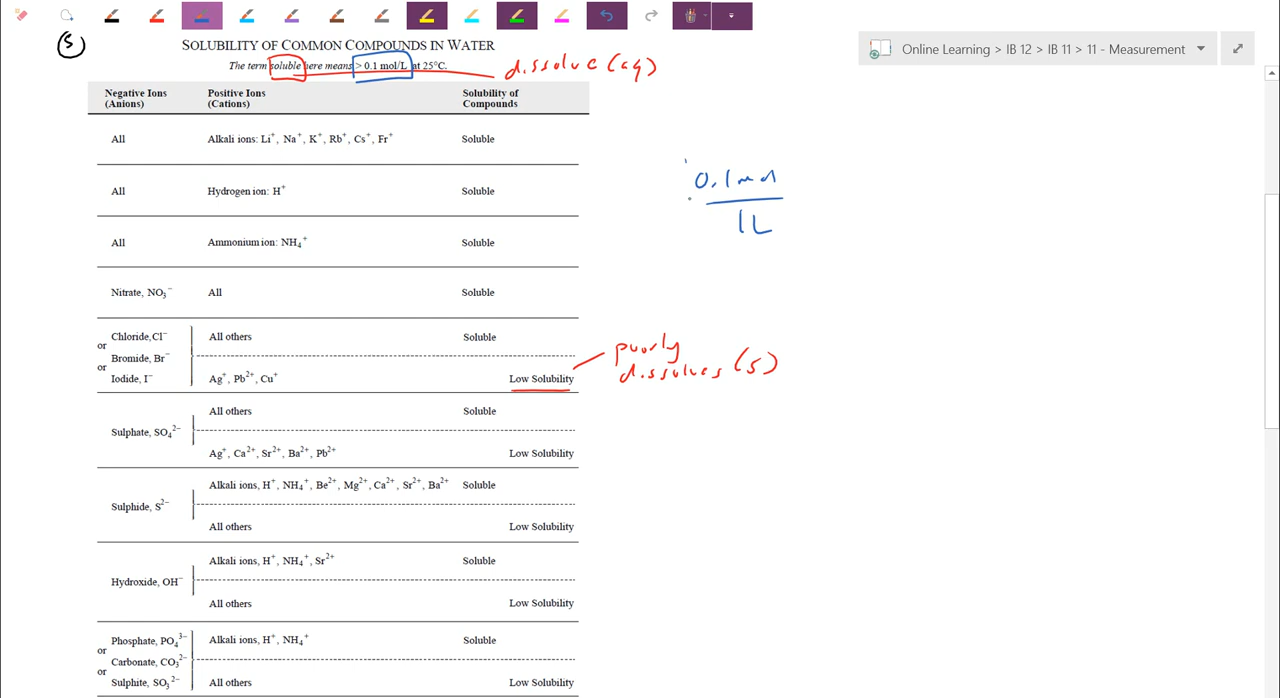 Online Learning > IB 12 > IB 11 > 11 - Measurement
(5)
SOLUBILITY OF COMMON COMPOUNDS IN WATER
The term soluble here means > 0.1 mol/L at 25°C.
dissolve (aq)
Negative Ions (Anions) Positive Ions (Cations) Solubility of Compounds
All Alkali ions: Li⁺, Na⁺, K⁺, Rb⁺, Cs⁺, Fr⁺ Soluble
All Hydrogen ion: H⁺ Soluble
0.1 mol
1L
All Ammonium ion: NH₄⁺ Soluble
Nitrate, NO₃⁻ All Soluble
Chloride, Cl⁻ All others Soluble
or
Bromide, Br⁻
or
Iodide, I⁻ Ag⁺, Pb²⁺, Cu⁺ Low Solubility
poorly
dissolves (s)
All others Soluble
Sulphate, SO₄²⁻
Ag⁺, Ca²⁺, Sr²⁺, Ba²⁺, Pb²⁺ Low Solubility
Alkali ions, H⁺, NH₄⁺, Be²⁺, Mg²⁺, Ca²⁺, Sr²⁺, Ba²⁺ Soluble
Sulphide, S²⁻
All others Low Solubility
Alkali ions, H⁺, NH₄⁺, Sr²⁺ Soluble
Hydroxide, OH⁻
All others Low Solubility
Phosphate, PO₄³⁻ Alkali ions, H⁺, NH₄⁺ Soluble
or
Carbonate, CO₃²⁻
or
Sulphite, SO₃²⁻ All others Low Solubility